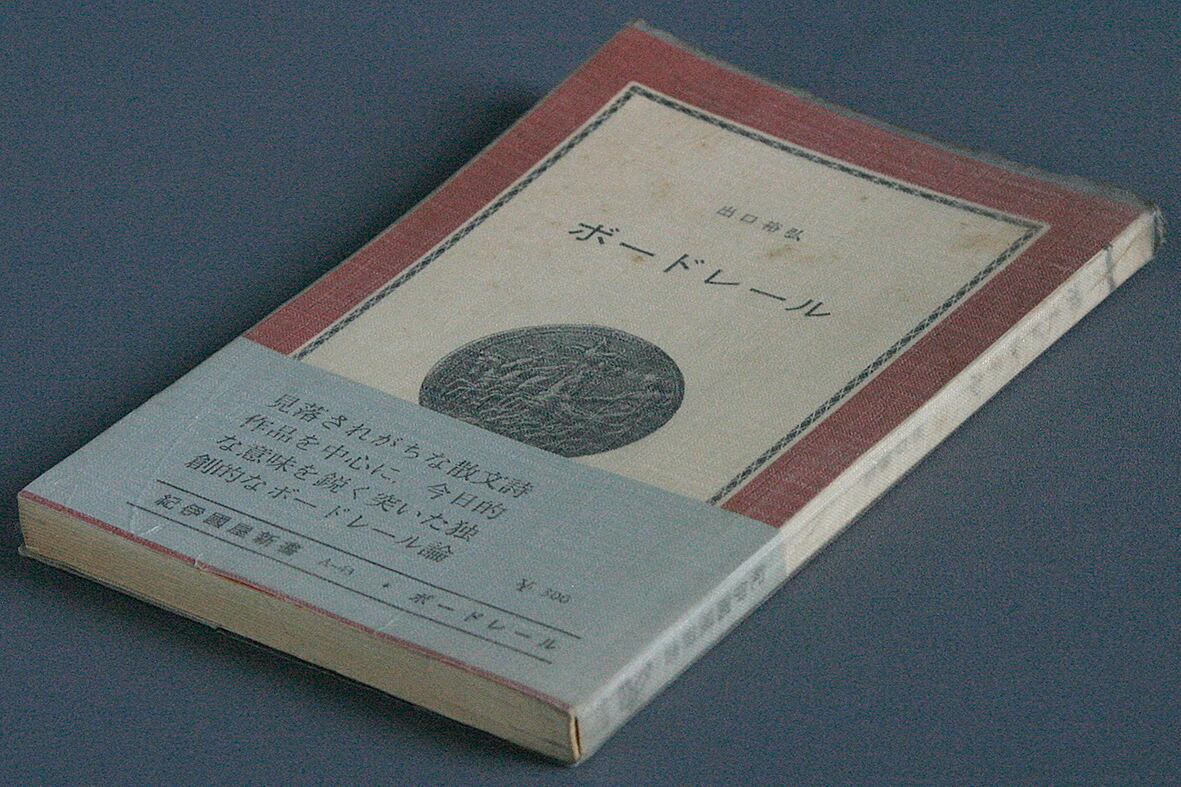 出口裕弘
ボードレール
見落されがちな散文詩
作品を中心に、今日的
な意味を鋭く突いた独
創的なボードレール論
¥ 300
紀伊國屋新書
ボードレール